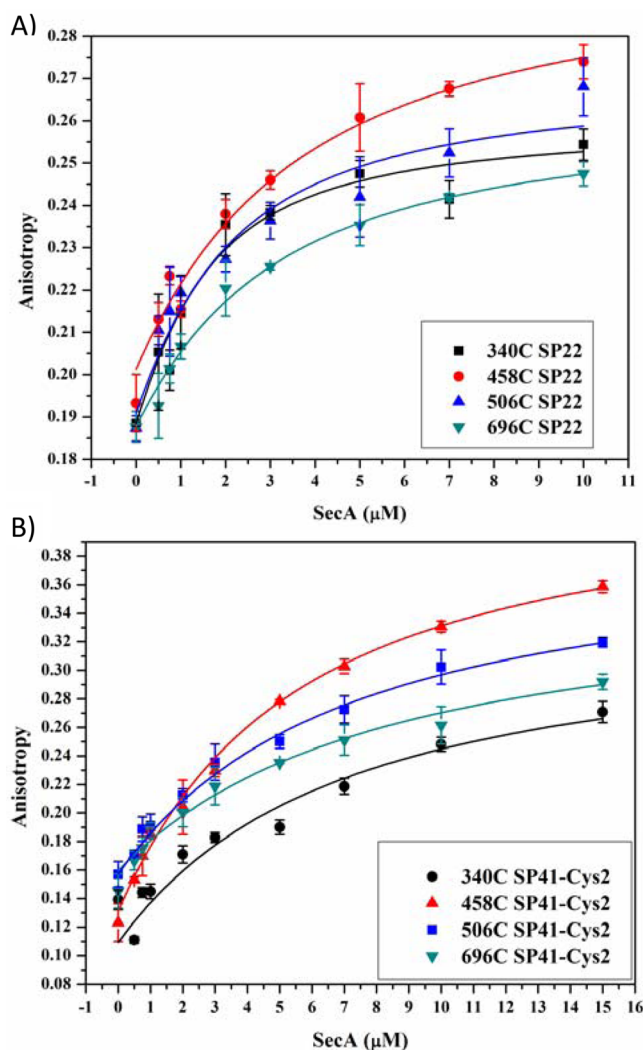 A)
0.28
0.27
0.26
0.25
0.24
0.23
0.22
0.21
0.20
0.19
0.18
Anisotropy
340C SP22
458C SP22
506C SP22
696C SP22
-1 0 1 2 3 4 5 6 7 8 9 10 11
SecA (μM)
B)
0.38
0.36
0.34
0.32
0.30
0.28
0.26
0.24
0.22
0.20
0.18
0.16
0.14
0.12
0.10
0.08
Anisotropy
340C SP41-Cys2
458C SP41-Cys2
506C SP41-Cys2
696C SP41-Cys2
-1 0 1 2 3 4 5 6 7 8 9 10 11 12 13 14 15 16
SecA (μM)